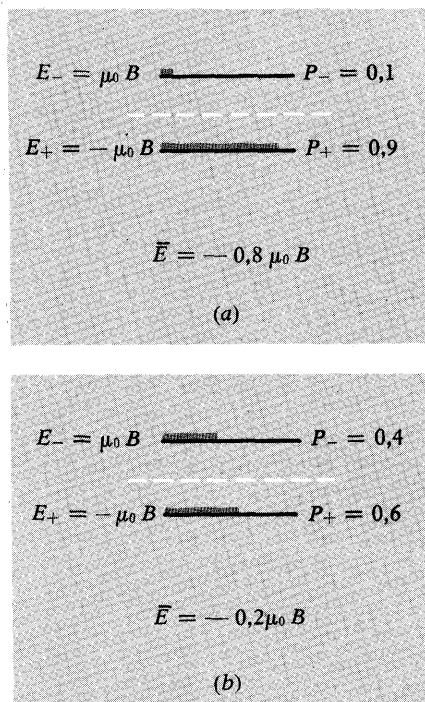 E₋ = μ₀ B P₋ = 0,1
E₊ = − μ₀ B P₊ = 0,9
Ē = − 0,8 μ₀ B
(a)
E₋ = μ₀ B P₋ = 0,4
E₊ = − μ₀ B P₊ = 0,6
Ē = − 0,2μ₀ B
(b)